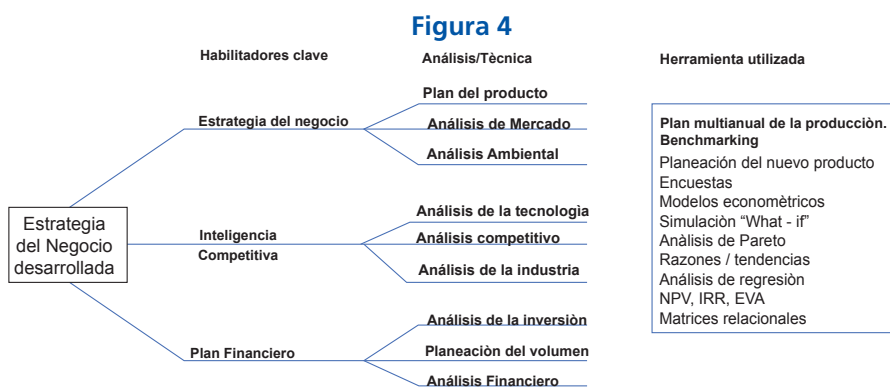 Figura 4
Habilitadores clave
Análisis/Tècnica
Herramienta utilizada
Plan del producto
Estrategia del negocio
Análisis de Mercado
Análisis Ambiental
Estrategia
del Negocio
desarrollada
Inteligencia
Competitiva
Análisis de la tecnologìa
Análisis competitivo
Análisis de la industria
Plan Financiero
Análisis de la inversiòn
Planeaciòn del volumen
Análisis Financiero
Plan multianual de la producciòn.
Benchmarking
Planeación del nuevo producto
Encuestas
Modelos economètricos
Simulaciòn “What - if”
Anàlisis de Pareto
Razones / tendencias
Análisis de regresiòn
NPV, IRR, EVA
Matrices relacionales